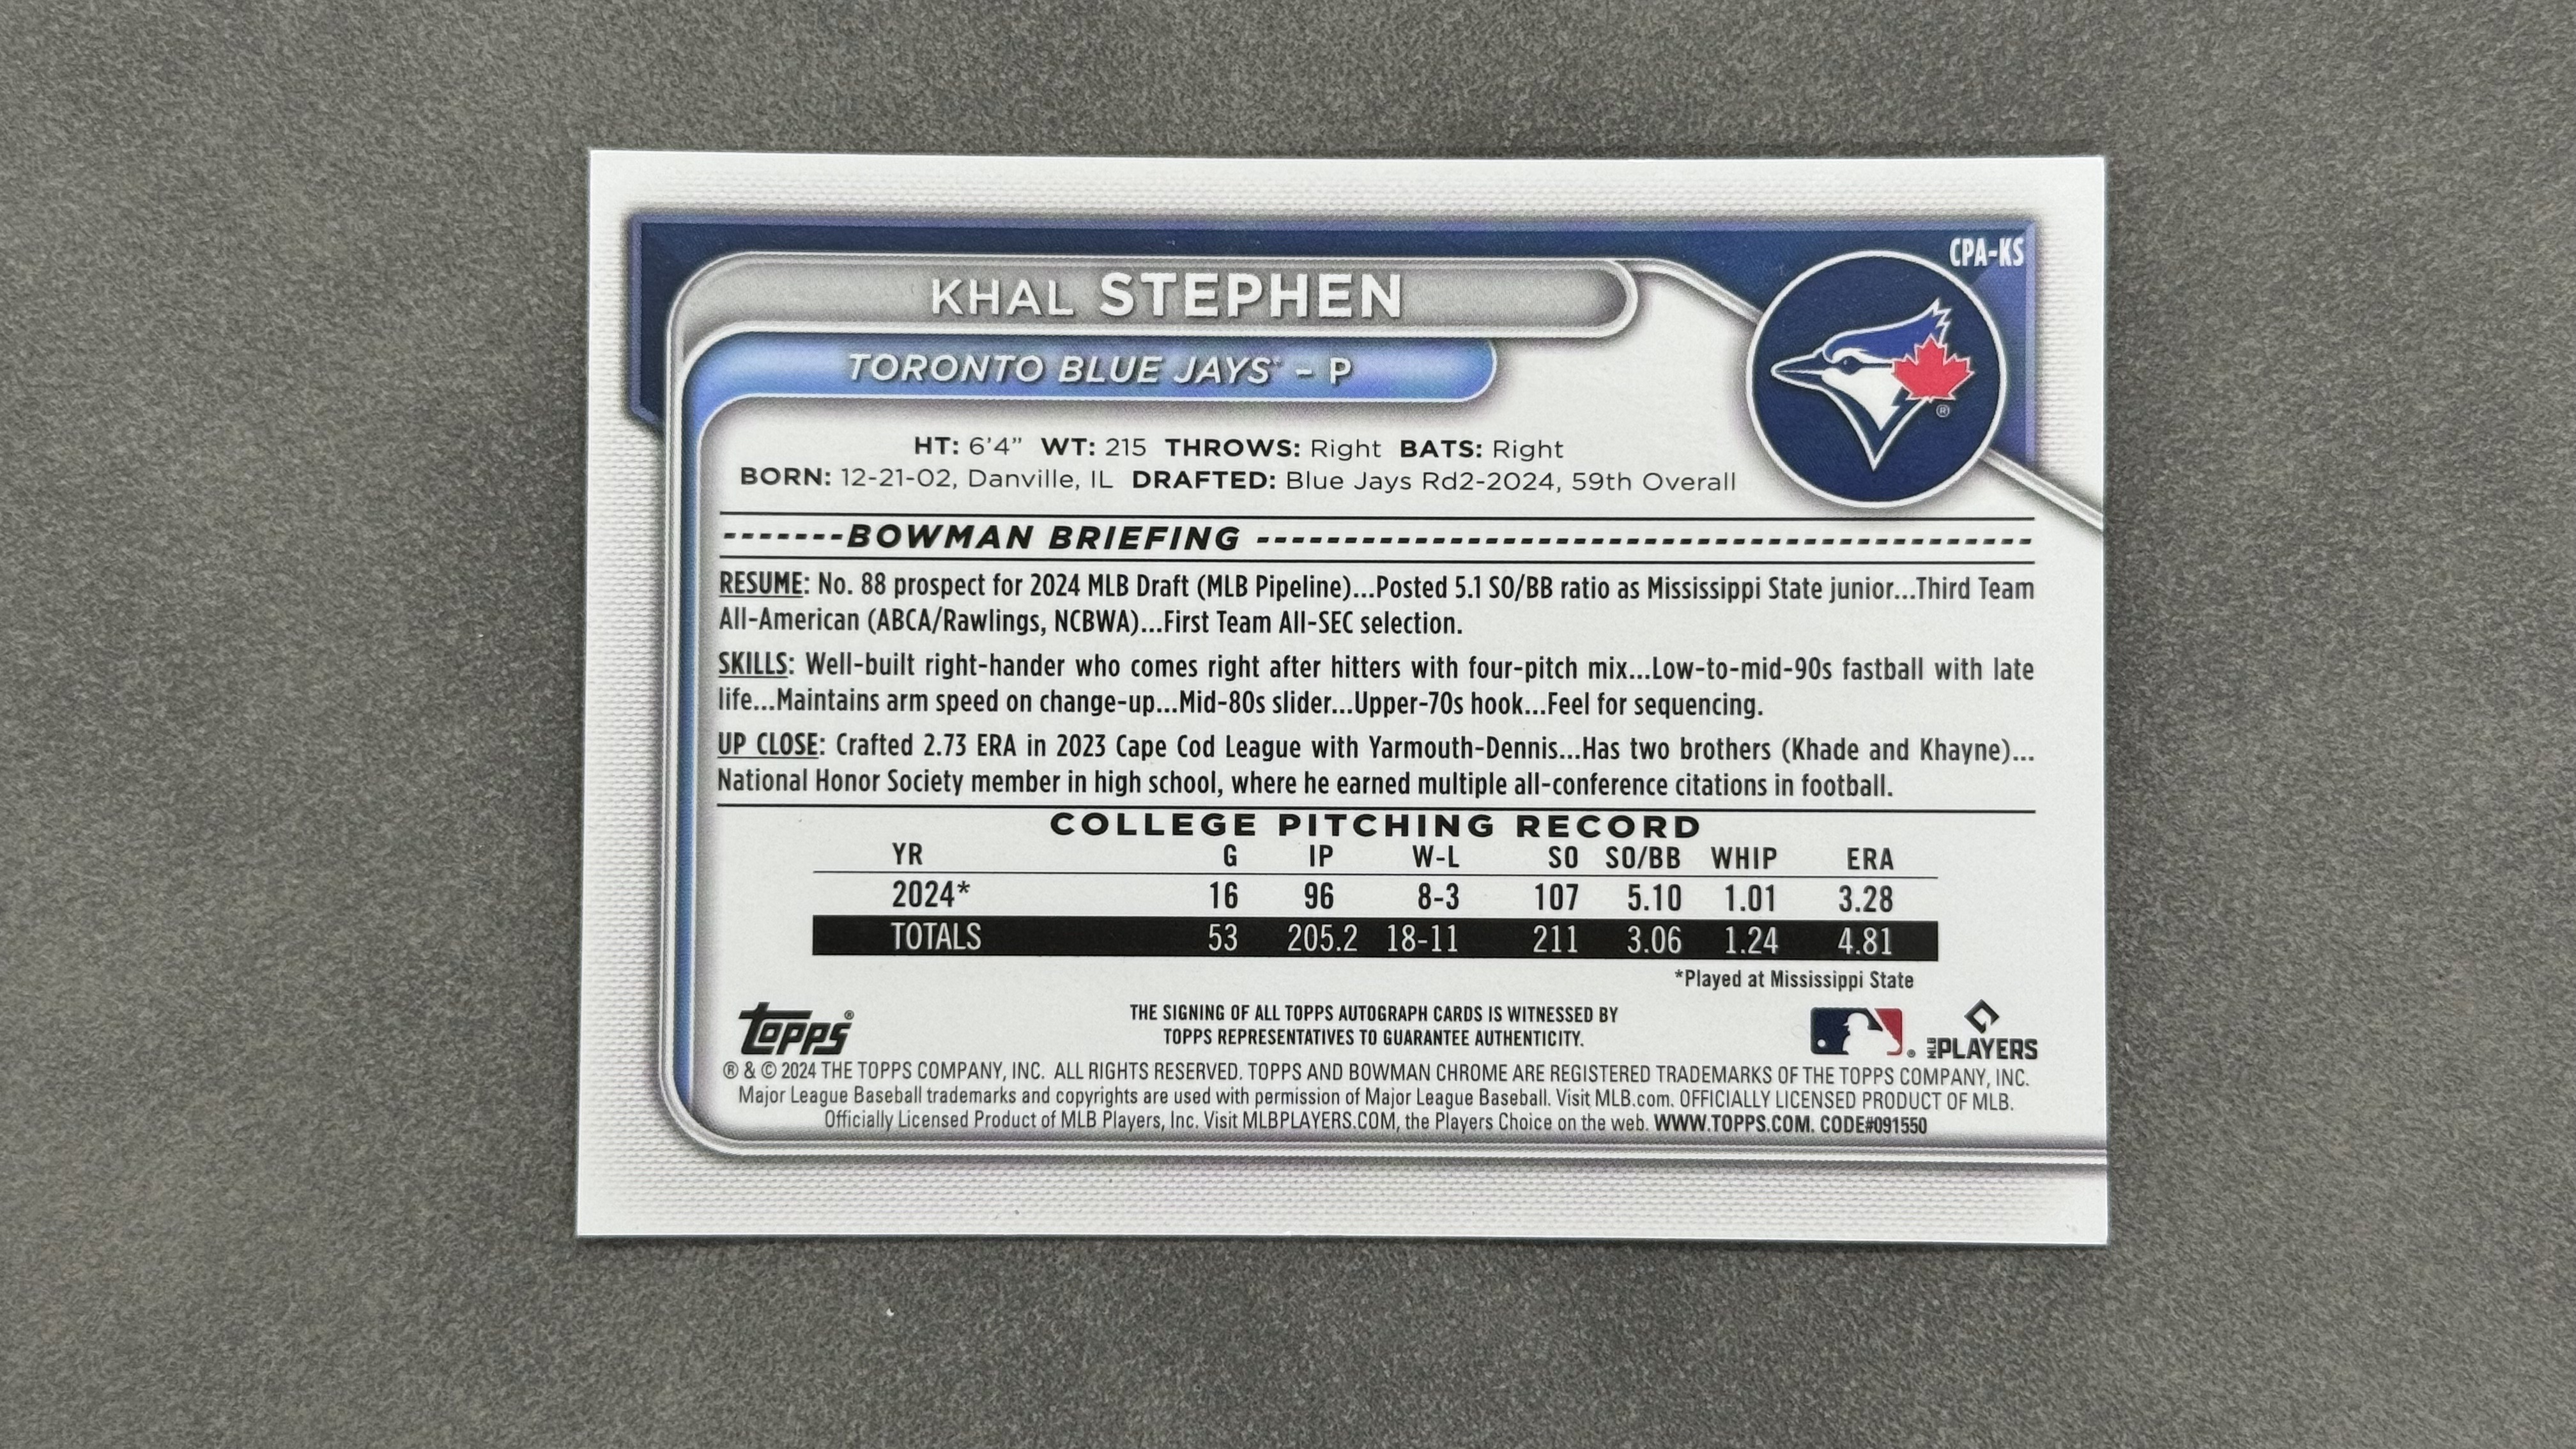 CPA-KS
KHAL STEPHEN
TORONTO BLUE JAYS – P
®
HT: 6'4" WT: 215 THROWS: Right BATS: Right
BORN: 12-21-02, Danville, IL DRAFTED: Blue Jays Rd2-2024, 59th Overall
-------BOWMAN BRIEFING --------------------------------------------
RESUME: No. 88 prospect for 2024 MLB Draft (MLB Pipeline)...Posted 5.1 SO/BB ratio as Mississippi State junior...Third Team
All-American (ABCA/Rawlings, NCBWA)...First Team All-SEC selection.
SKILLS: Well-built right-hander who comes right after hitters with four-pitch mix...Low-to-mid-90s fastball with late
life...Maintains arm speed on change-up...Mid-80s slider...Upper-70s hook...Feel for sequencing.
UP CLOSE: Crafted 2.73 ERA in 2023 Cape Cod League with Yarmouth-Dennis...Has two brothers (Khade and Khayne)...
National Honor Society member in high school, where he earned multiple all-conference citations in football.
COLLEGE PITCHING RECORD
YR G IP W-L SO SO/BB WHIP ERA
2024* 16 96 8-3 107 5.10 1.01 3.28
TOTALS 53 205.2 18-11 211 3.06 1.24 4.81
*Played at Mississippi State
Topps®
THE SIGNING OF ALL TOPPS AUTOGRAPH CARDS IS WITNESSED BY
TOPPS REPRESENTATIVES TO GUARANTEE AUTHENTICITY.
®
MLB PLAYERS
® & © 2024 THE TOPPS COMPANY, INC. ALL RIGHTS RESERVED. TOPPS AND BOWMAN CHROME ARE REGISTERED TRADEMARKS OF THE TOPPS COMPANY, INC.
Major League Baseball trademarks and copyrights are used with permission of Major League Baseball. Visit MLB.com. OFFICIALLY LICENSED PRODUCT OF MLB.
Officially Licensed Product of MLB Players, Inc. Visit MLBPLAYERS.COM, the Players Choice on the web. WWW.TOPPS.COM. CODE#091550